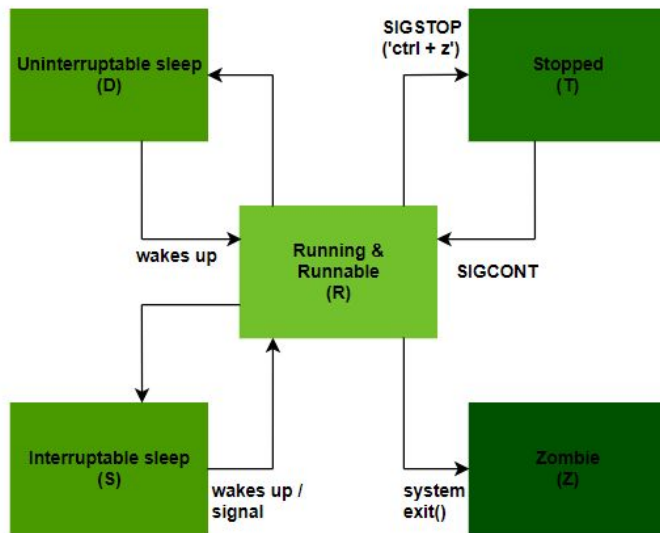 Uninterruptable sleep
(D)
SIGSTOP
('ctrl + z')
Stopped
(T)
wakes up
Running &
Runnable
(R)
SIGCONT
Interruptable sleep
(S)
wakes up /
signal
system
exit()
Zombie
(Z)